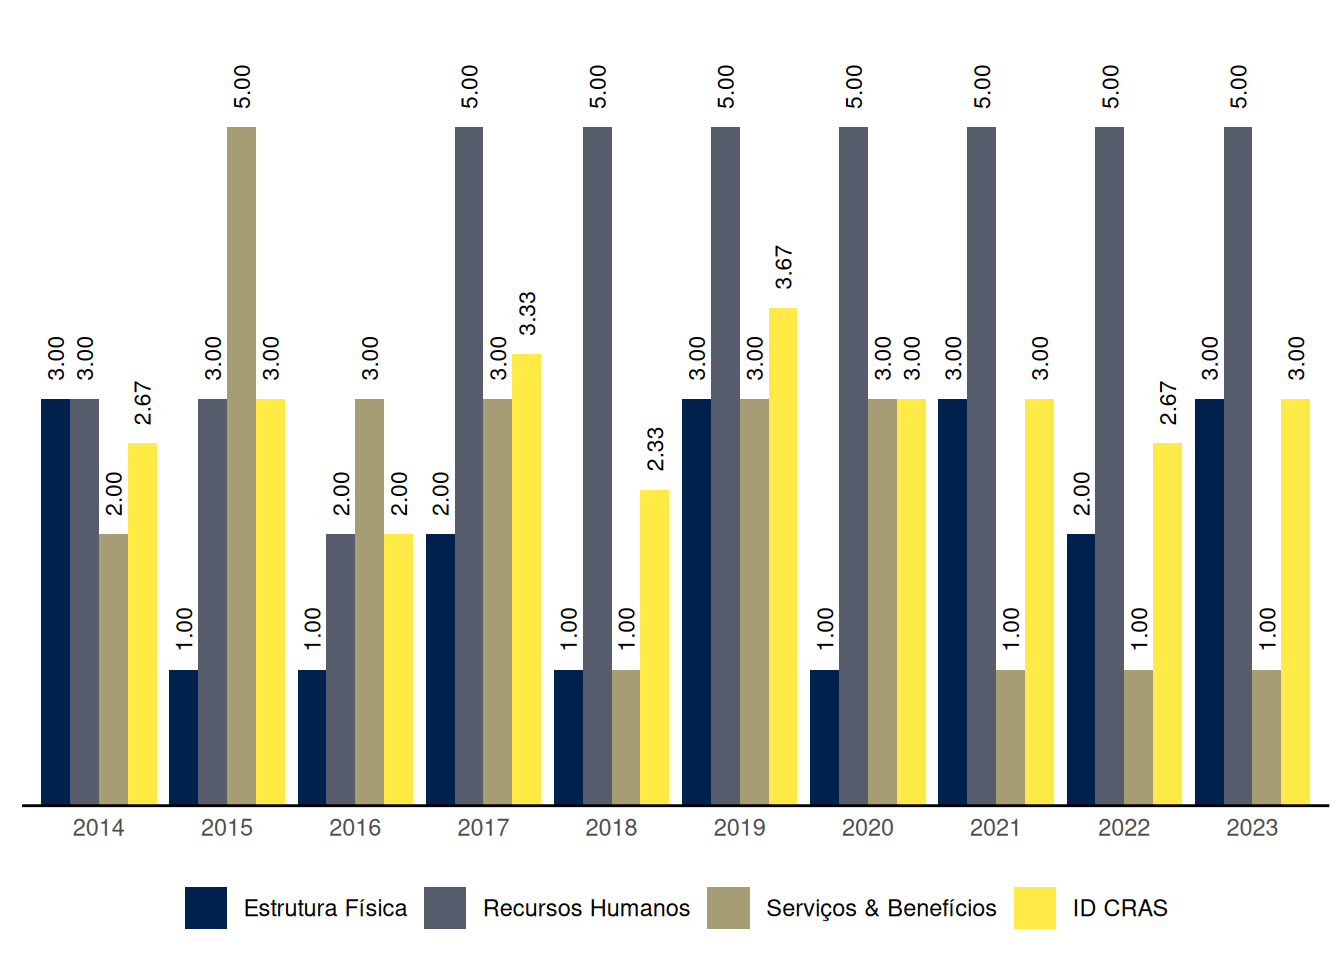 5.00 5.00 5.00 5.00 5.00 5.00 5.00 5.00
3.67
3.33
3.00 3.00 3.00 3.00 3.00 3.00 3.00 3.00 3.00 3.00 3.00 3.00 3.00 3.00
2.67 2.67
2.33
2.00 2.00 2.00 2.00 2.00
1.00 1.00 1.00 1.00 1.00 1.00 1.00 1.00
2014 2015 2016 2017 2018 2019 2020 2021 2022 2023
Estrutura Física Recursos Humanos Serviços & Benefícios ID CRAS